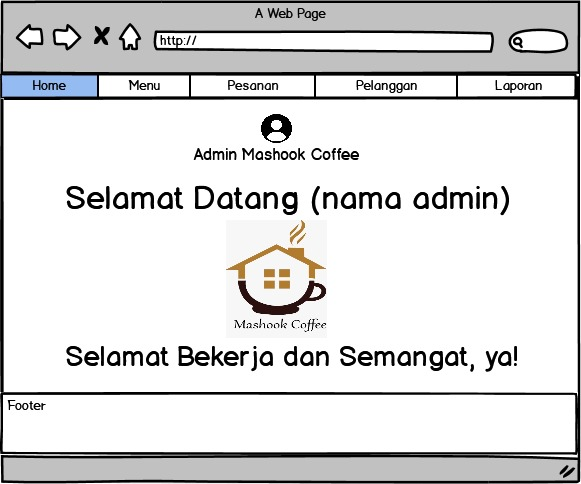 A Web Page
http://
Home Menu Pesanan Pelanggan Laporan
Admin Mashook Coffee
Selamat Datang (nama admin)
Mashook Coffee
Selamat Bekerja dan Semangat, ya!
Footer